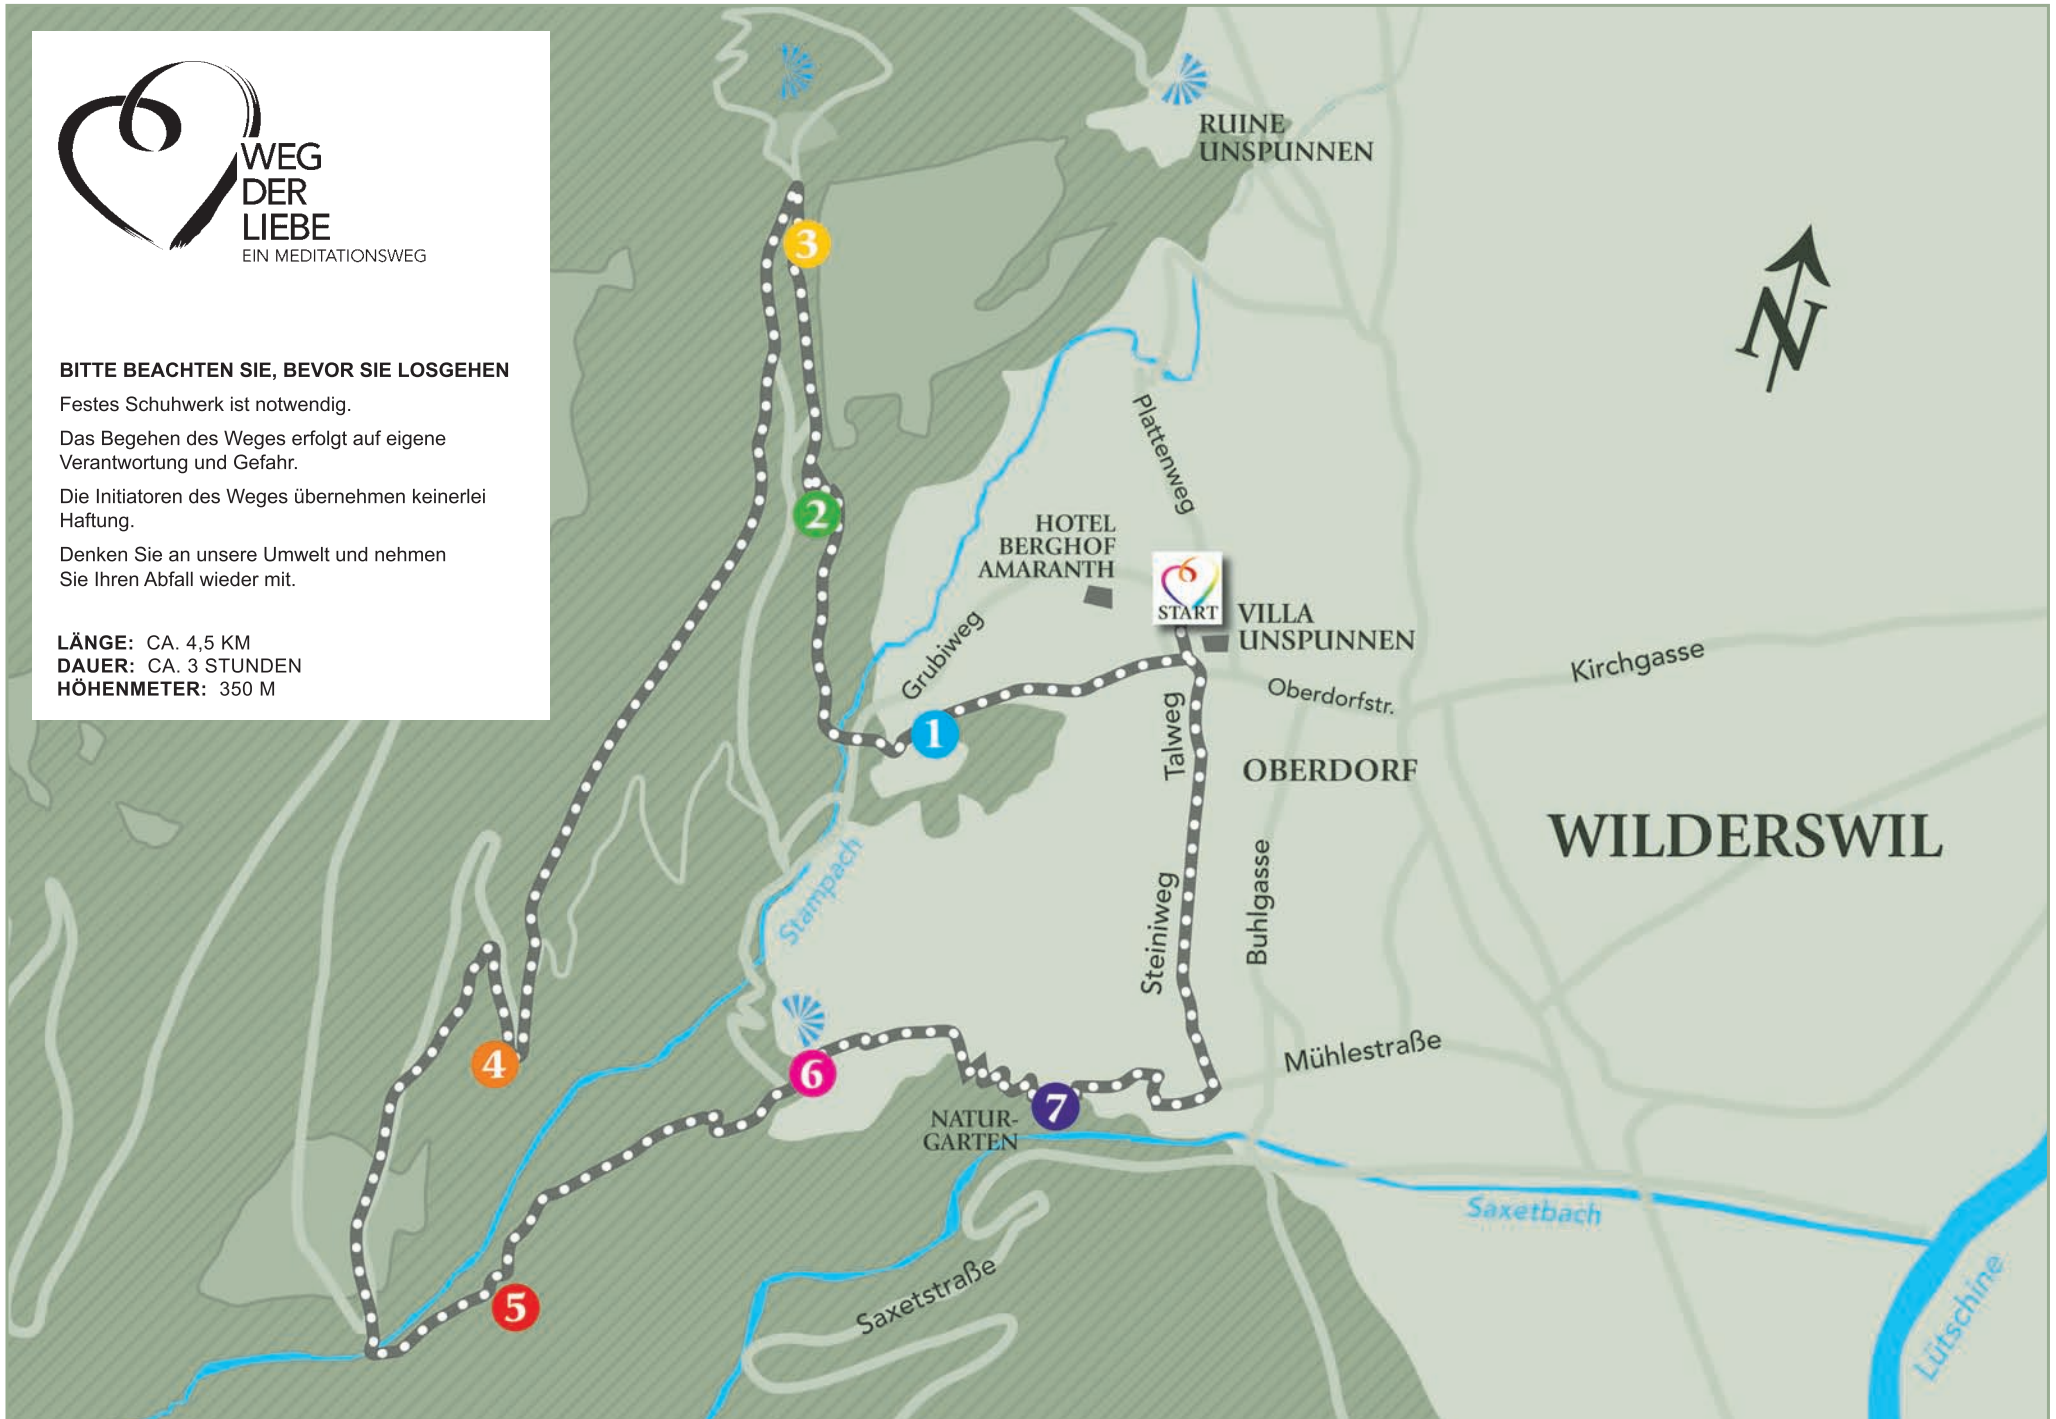 WEG
DER
LIEBE
EIN MEDITATIONSWEG
BITTE BEACHTEN SIE, BEVOR SIE LOSGEHEN
Festes Schuhwerk ist notwendig.
Das Begehen des Weges erfolgt auf eigene
Verantwortung und Gefahr.
Die Initiatoren des Weges übernehmen keinerlei
Haftung.
Denken Sie an unsere Umwelt und nehmen
Sie Ihren Abfall wieder mit.
LÄNGE: CA. 4,5 KM
DAUER: CA. 3 STUNDEN
HÖHENMETER: 350 M
RUINE
UNSPUNNEN
3
N
Plattenweg
2
HOTEL
BERGHOF
AMARANTH
START
VILLA
UNSPUNNEN
Grubiweg
Kirchgasse
Oberdorfstr.
1
Talweg
OBERDORF
WILDERSWIL
Stampach
Steiniweg
Buhlgasse
4
6
Mühlestraße
7
NATUR-
GARTEN
Saxetbach
5
Saxetstraße
Lütschine